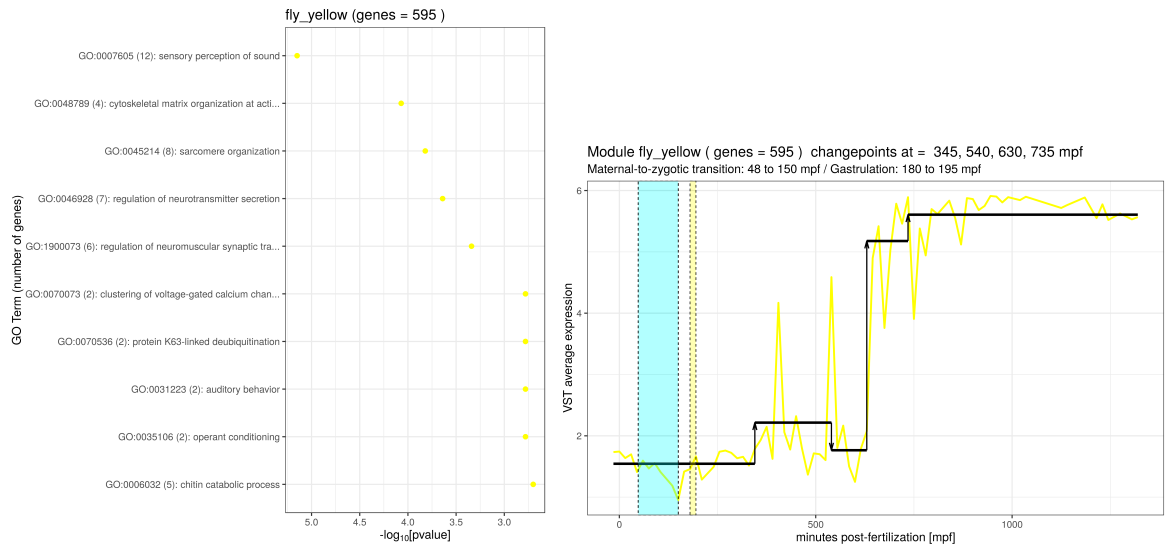 fly_yellow (genes = 595 )
GO Term (number of genes)
GO:0007605 (12): sensory perception of sound
GO:0048789 (4): cytoskeletal matrix organization at acti...
GO:0045214 (8): sarcomere organization
GO:0046928 (7): regulation of neurotransmitter secretion
GO:1900073 (6): regulation of neuromuscular synaptic tra...
GO:0070073 (2): clustering of voltage-gated calcium chan...
GO:0070536 (2): protein K63-linked deubiquitination
GO:0031223 (2): auditory behavior
GO:0035106 (2): operant conditioning
GO:0006032 (5): chitin catabolic process
5.0 4.5 4.0 3.5 3.0
-log10[pvalue]
Module fly_yellow ( genes = 595 ) changepoints at = 345, 540, 630, 735 mpf
Maternal-to-zygotic transition: 48 to 150 mpf / Gastrulation: 180 to 195 mpf
VST average expression
6
4
2
0 500 1000
minutes post-fertilization [mpf]